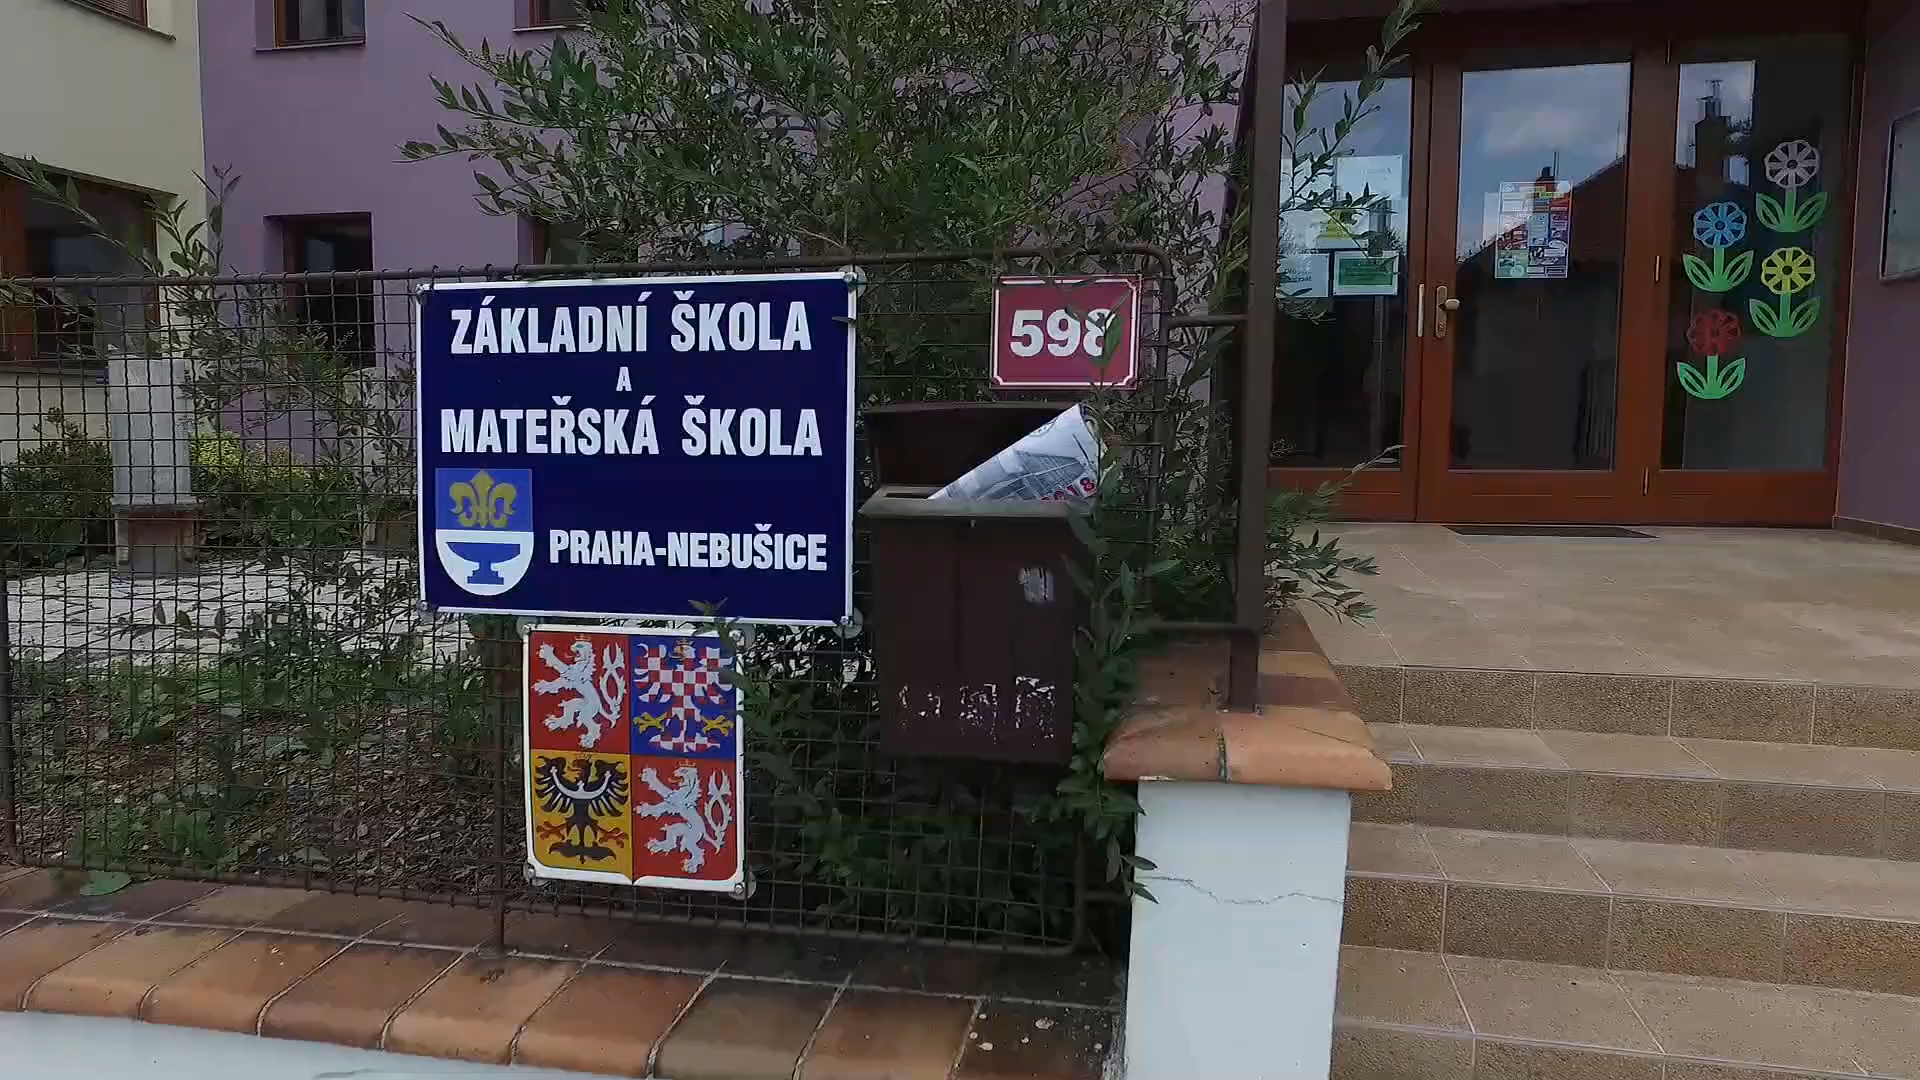 ZÁKLADNÍ ŠKOLA
A
MATEŘSKÁ ŠKOLA
PRAHA-NEBUŠICE
598